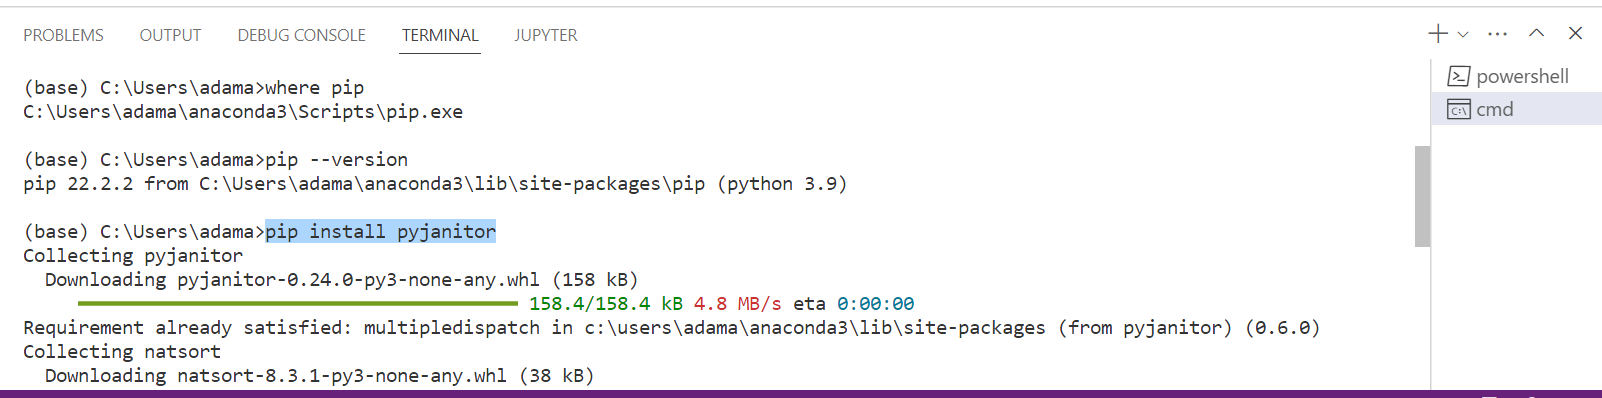 PROBLEMS OUTPUT DEBUG CONSOLE TERMINAL JUPYTER
(base) C:\Users\adama>where pip
C:\Users\adama\anaconda3\Scripts\pip.exe
(base) C:\Users\adama>pip --version
pip 22.2.2 from C:\Users\adama\anaconda3\lib\site-packages\pip (python 3.9)
(base) C:\Users\adama>pip install pyjanitor
Collecting pyjanitor
Downloading pyjanitor-0.24.0-py3-none-any.whl (158 kB)
158.4/158.4 kB 4.8 MB/s eta 0:00:00
Requirement already satisfied: multipledispatch in c:\users\adama\anaconda3\lib\site-packages (from pyjanitor) (0.6.0)
Collecting natsort
Downloading natsort-8.3.1-py3-none-any.whl (38 kB)
powershell
cmd